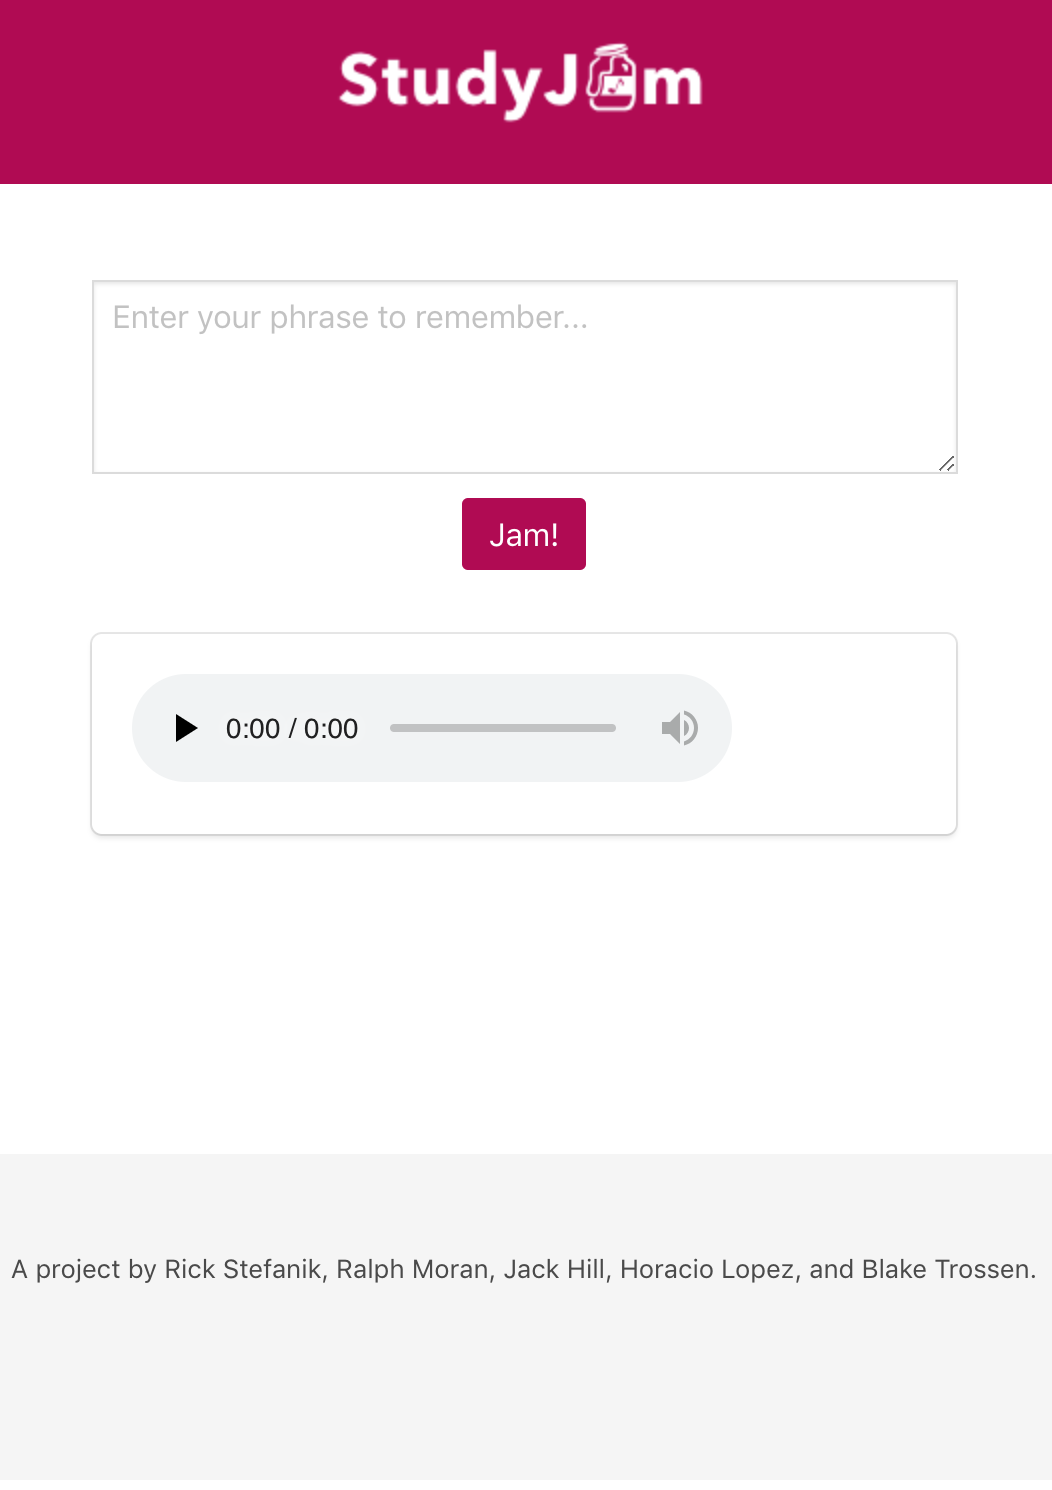 StudyJam
Enter your phrase to remember...
Jam!
0:00 / 0:00
A project by Rick Stefanik, Ralph Moran, Jack Hill, Horacio Lopez, and Blake Trossen.